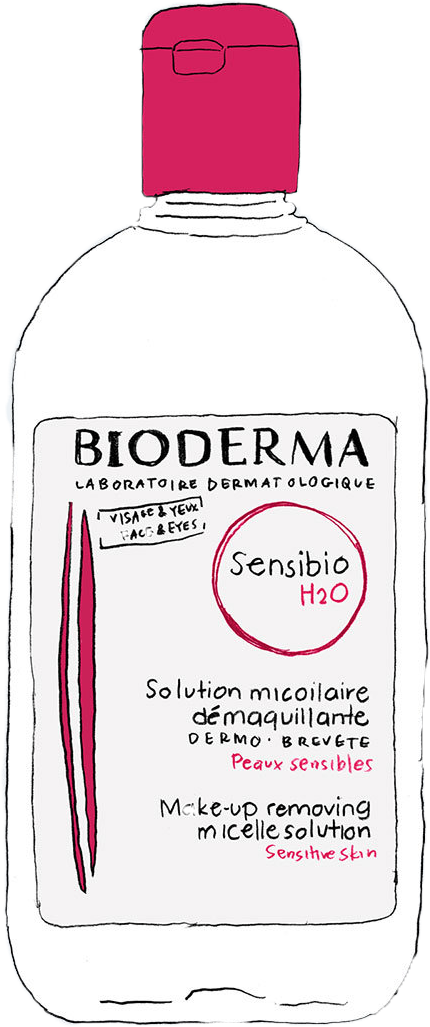 BIODERMA
LABORATOIRE DERMATOLOGIQUE
VISAGE & YEUX
FACE & EYES
Sensibio
H2O
Solution micoilaire
démaquillante
DERMO · BREVETE
Peaux sensibles
Make-up removing
micelle solution
Sensitive skin